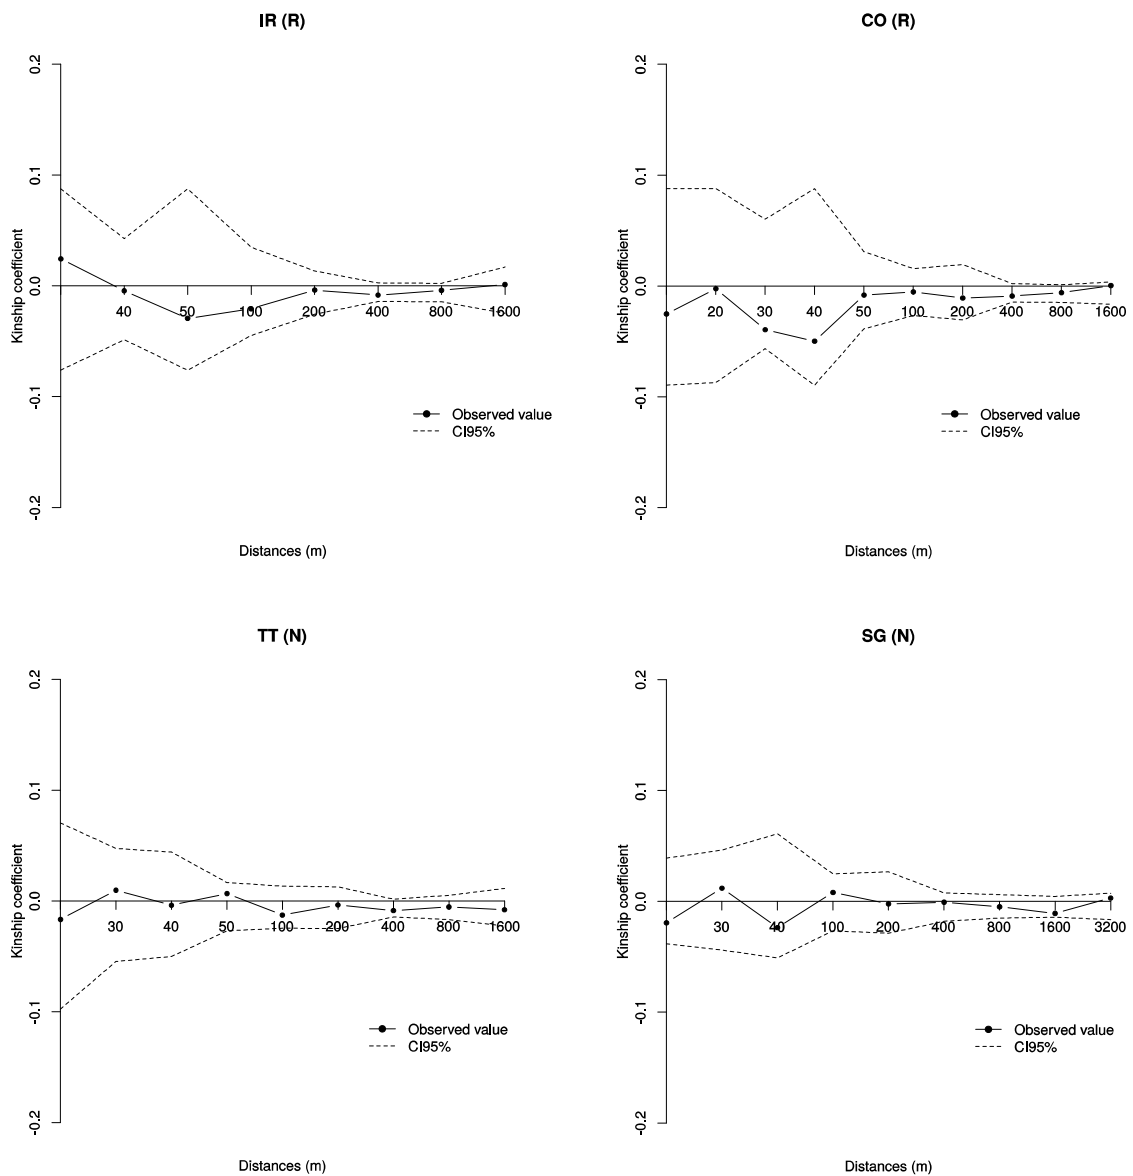 IR (R)
0.2
0.1
0.0
-0.1
-0.2
Kinship coefficient
40 50 100 200 400 800 1600
Observed value
CI95%
Distances (m)
CO (R)
0.2
0.1
0.0
-0.1
-0.2
Kinship coefficient
20 30 40 50 100 200 400 800 1600
Observed value
CI95%
Distances (m)
TT (N)
0.2
0.1
0.0
-0.1
-0.2
Kinship coefficient
30 40 50 100 200 400 800 1600
Observed value
CI95%
Distances (m)
SG (N)
0.2
0.1
0.0
-0.1
-0.2
Kinship coefficient
30 40 100 200 400 800 1600 3200
Observed value
CI95%
Distances (m)